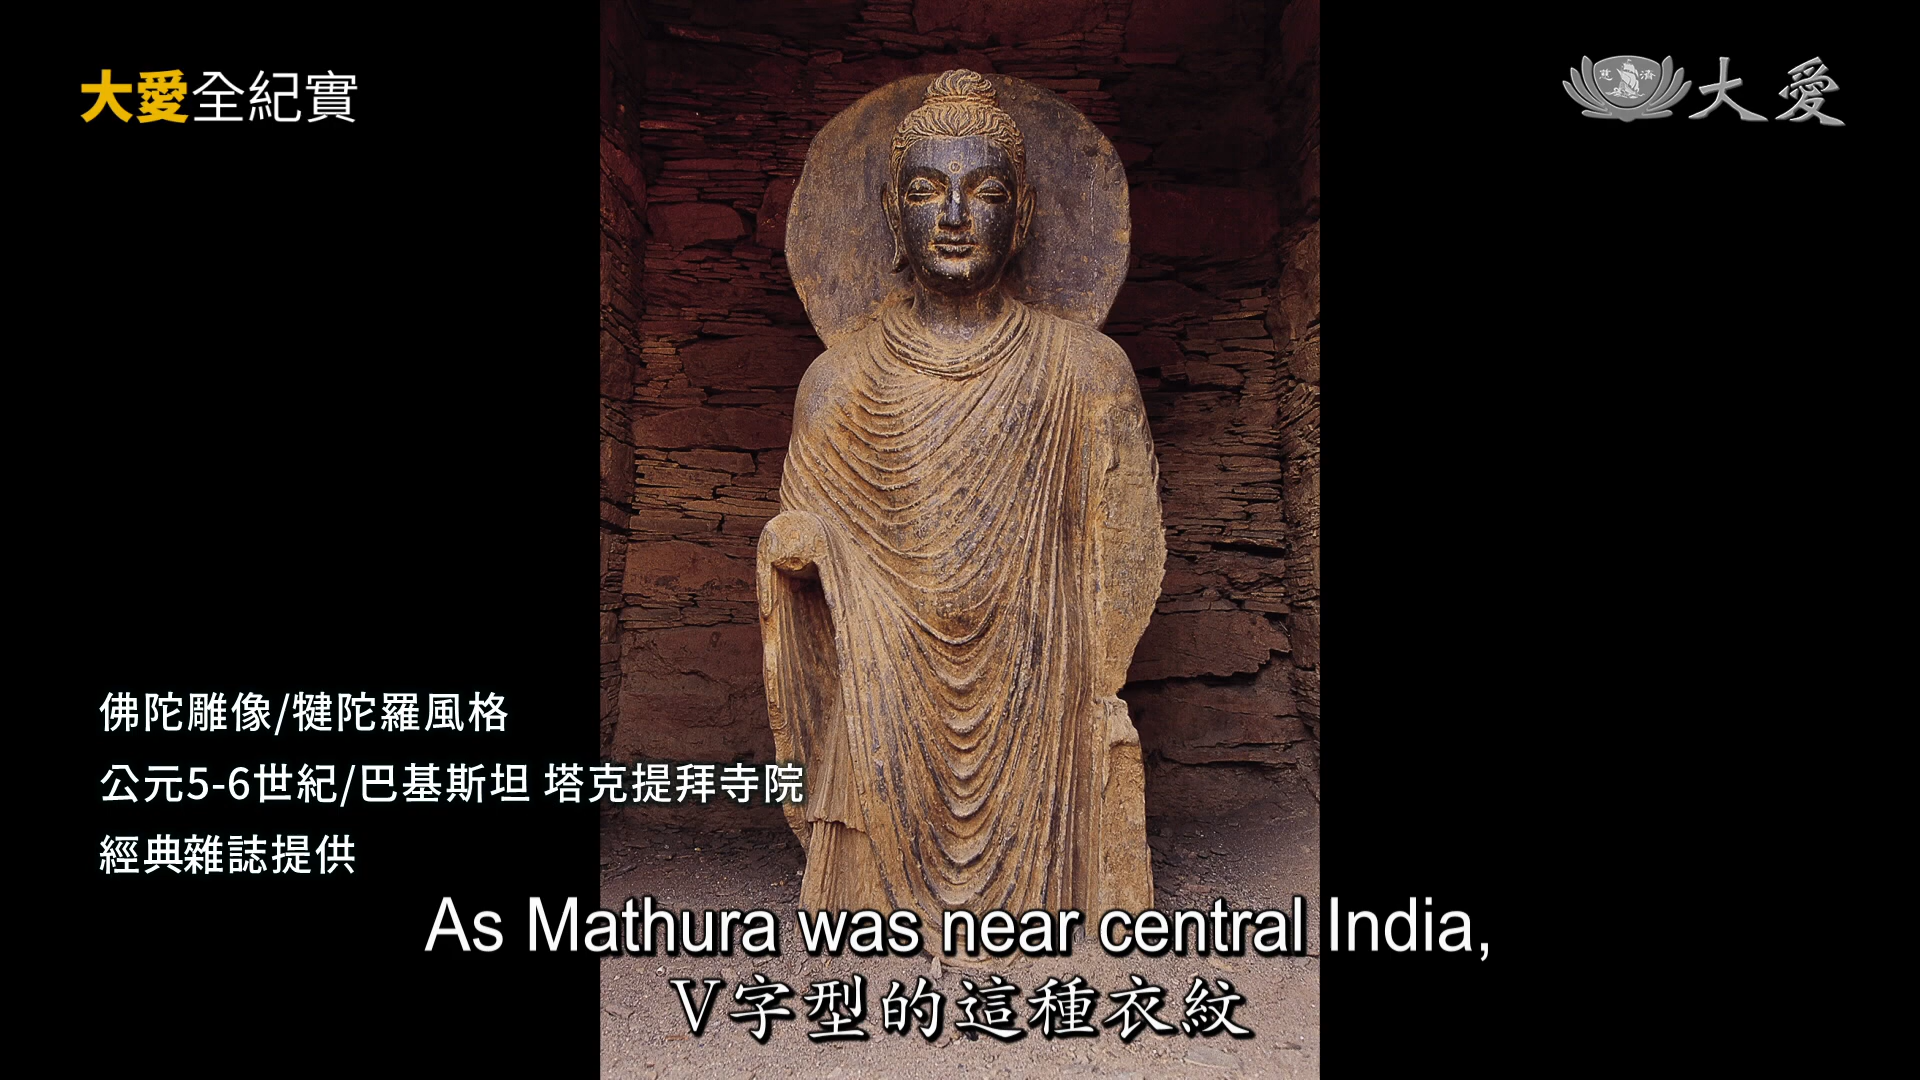 大愛全紀實
慈濟
大愛
佛陀雕像/犍陀羅風格
公元5-6世紀/巴基斯坦 塔克提拜寺院
經典雜誌提供
As Mathura was near central India,
V字型的這種衣紋